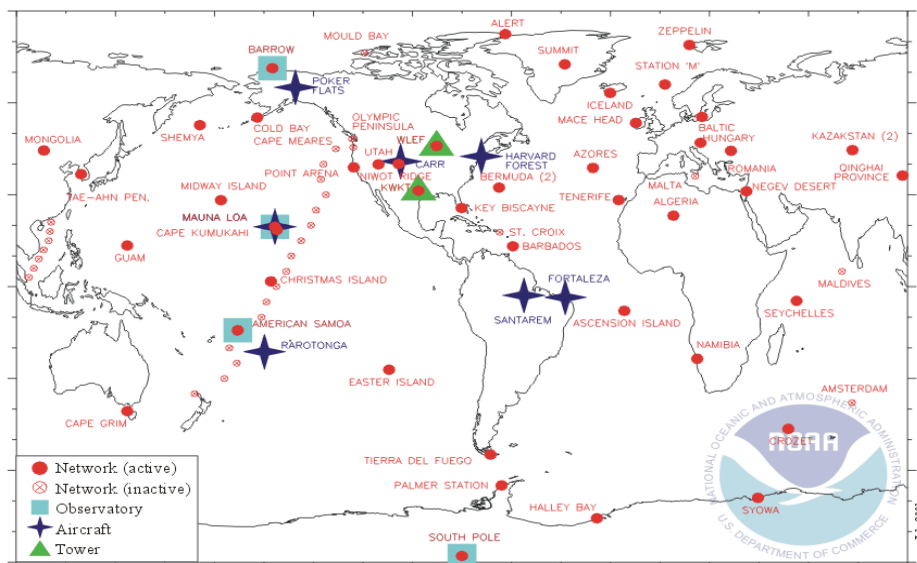 ALERT
ZEPPELIN
MOULD BAY
BARROW
SUMMIT
STATION 'M'
POKER
FLATS
ICELAND
MACE HEAD
OLYMPIC
PENINSULA
COLD BAY
CAPE MEARES
SHEMYA
MONGOLIA
WLEF
BALTIC
HUNGARY
KAZAKSTAN (2)
UTAH
CARR
HARVARD
FOREST
AZORES
POINT ARENA
NIWOT RIDGE
KWKT
BERMUDA (2)
ROMANIA
QINGHAI
PROVINCE
MALTA
NEGEV DESERT
TAE-AHN PEN.
MIDWAY ISLAND
TENERIFE
ALGERIA
KEY BISCAYNE
MAUNA LOA
CAPE KUMUKAHI
ST. CROIX
BARBADOS
GUAM
CHRISTMAS ISLAND
FORTALEZA
MALDIVES
SANTAREM
SEYCHELLES
AMERICAN SAMOA
ASCENSION ISLAND
RAROTONGA
NAMIBIA
EASTER ISLAND
AMSTERDAM
CAPE GRIM
NATIONAL OCEANIC AND ATMOSPHERIC ADMINISTRATION
NOAA
CROZET
TIERRA DEL FUEGO
PALMER STATION
HALLEY BAY
SYOWA
U.S. DEPARTMENT OF COMMERCE
SOUTH POLE
Network (active)
Network (inactive)
Observatory
Aircraft
Tower